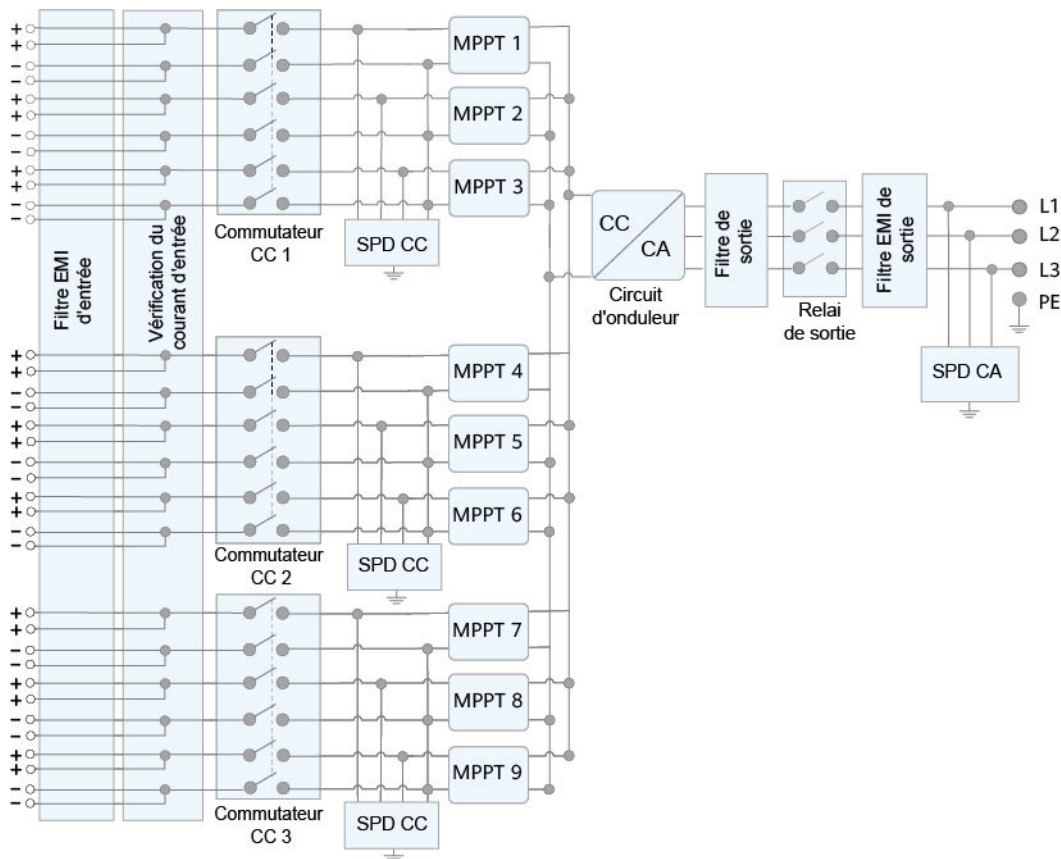 +
+
−
−
+
+
−
−
+
+
−
−
Filtre EMI
d'entrée
Vérification du
courant d'entrée
Commutateur
CC 1
SPD CC
MPPT 1
MPPT 2
MPPT 3
+
+
−
−
+
+
−
−
+
+
−
−
Commutateur
CC 2
SPD CC
MPPT 4
MPPT 5
MPPT 6
+
+
−
−
+
+
−
−
+
+
−
−
Commutateur
CC 3
SPD CC
MPPT 7
MPPT 8
MPPT 9
CC
CA
Circuit
d'onduleur
Filtre de
sortie
Relai
de sortie
Filtre EMI de
sortie
L1
L2
L3
PE
SPD CA